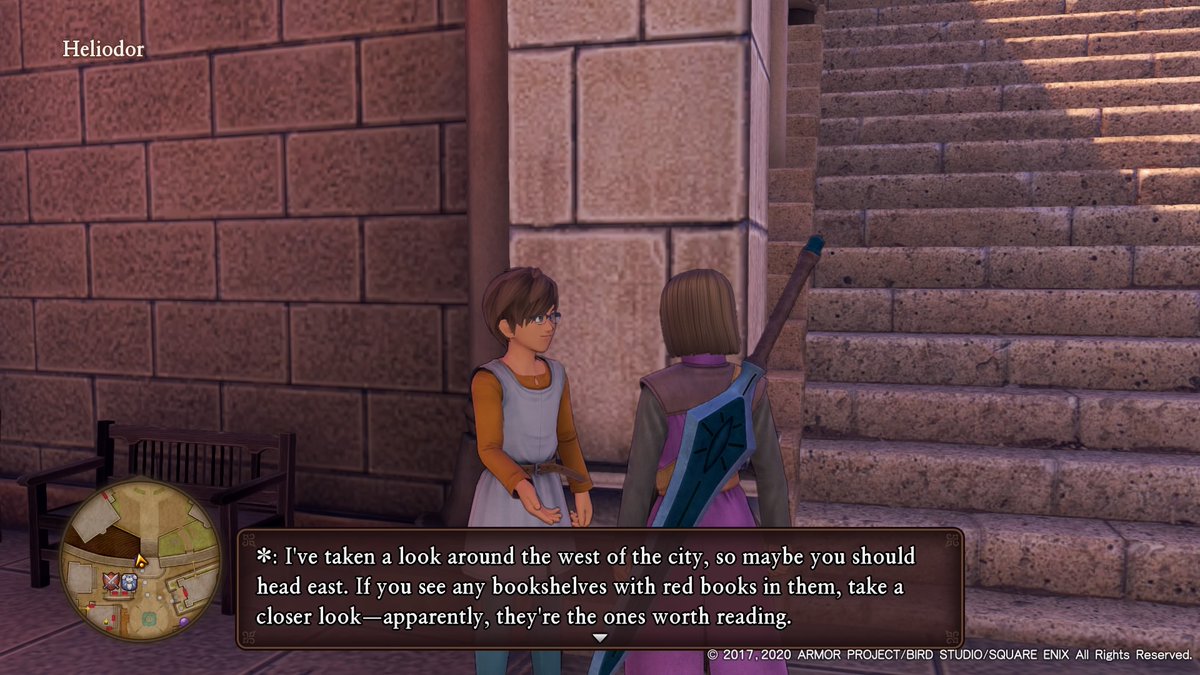 Heliodor
*: I've taken a look around the west of the city, so maybe you should
head east. If you see any bookshelves with red books in them, take a
closer look—apparently, they're the ones worth reading.
© 2017, 2020 ARMOR PROJECT/BIRD STUDIO/SQUARE ENIX All Rights Reserved.